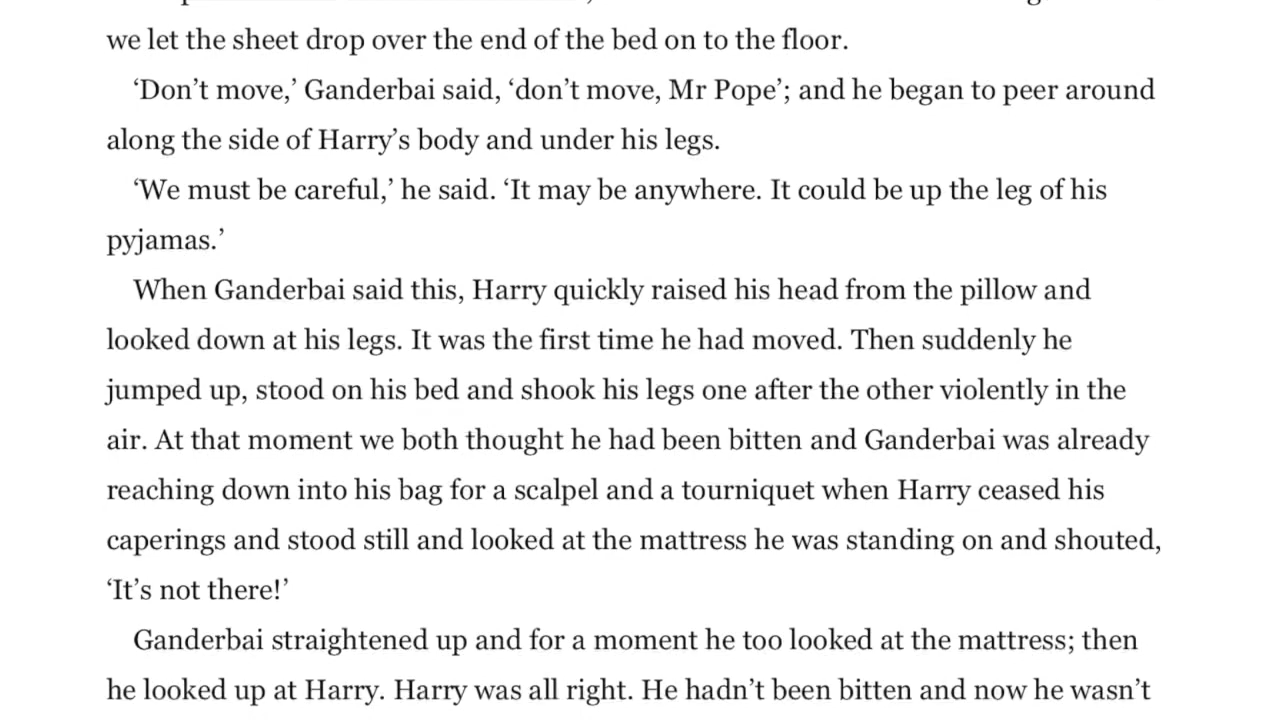 we let the sheet drop over the end of the bed on to the floor.
‘Don’t move,’ Ganderbai said, ‘don’t move, Mr Pope’; and he began to peer around
along the side of Harry’s body and under his legs.
‘We must be careful,’ he said. ‘It may be anywhere. It could be up the leg of his
pyjamas.’
When Ganderbai said this, Harry quickly raised his head from the pillow and
looked down at his legs. It was the first time he had moved. Then suddenly he
jumped up, stood on his bed and shook his legs one after the other violently in the
air. At that moment we both thought he had been bitten and Ganderbai was already
reaching down into his bag for a scalpel and a tourniquet when Harry ceased his
caperings and stood still and looked at the mattress he was standing on and shouted,
‘It’s not there!’
Ganderbai straightened up and for a moment he too looked at the mattress; then
he looked up at Harry. Harry was all right. He hadn’t been bitten and now he wasn’t